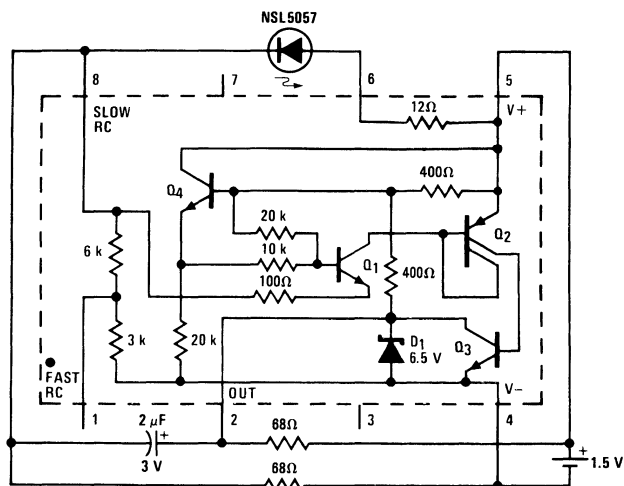 NSL5057
8
7
6
5
SLOW
RC
12Ω
V+
Q4
400Ω
Q2
20 k
6 k
10 k
Q1
400Ω
100Ω
3 k
20 k
D1
6.5 V
Q3
FAST
RC
OUT
V−
1
2 μF
2
3
4
+
68Ω
3 V
+
1.5 V
68Ω